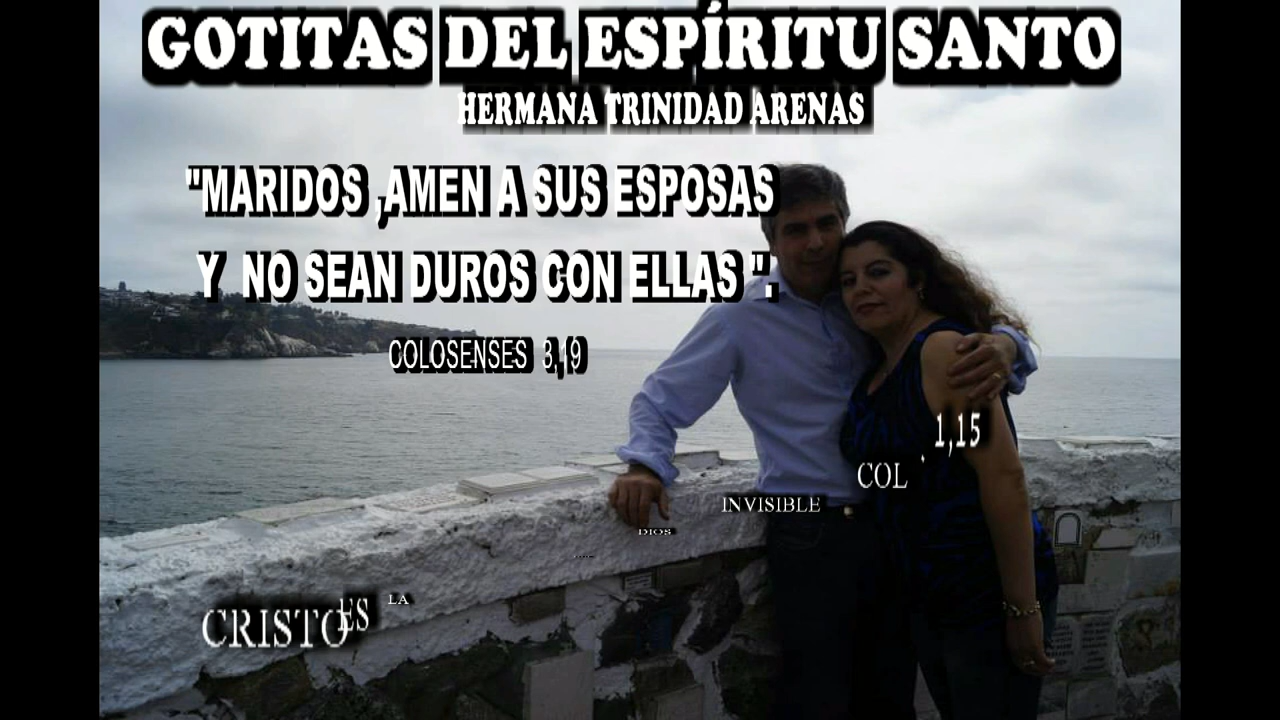 GOTITAS DEL ESPÍRITU SANTO
HERMANA TRINIDAD ARENAS
"MARIDOS ,AMEN A SUS ESPOSAS
Y NO SEAN DUROS CON ELLAS ".
COLOSENSES 3,19
CRISTO ES LA
DIOS
INVISIBLE
COL . 1,15